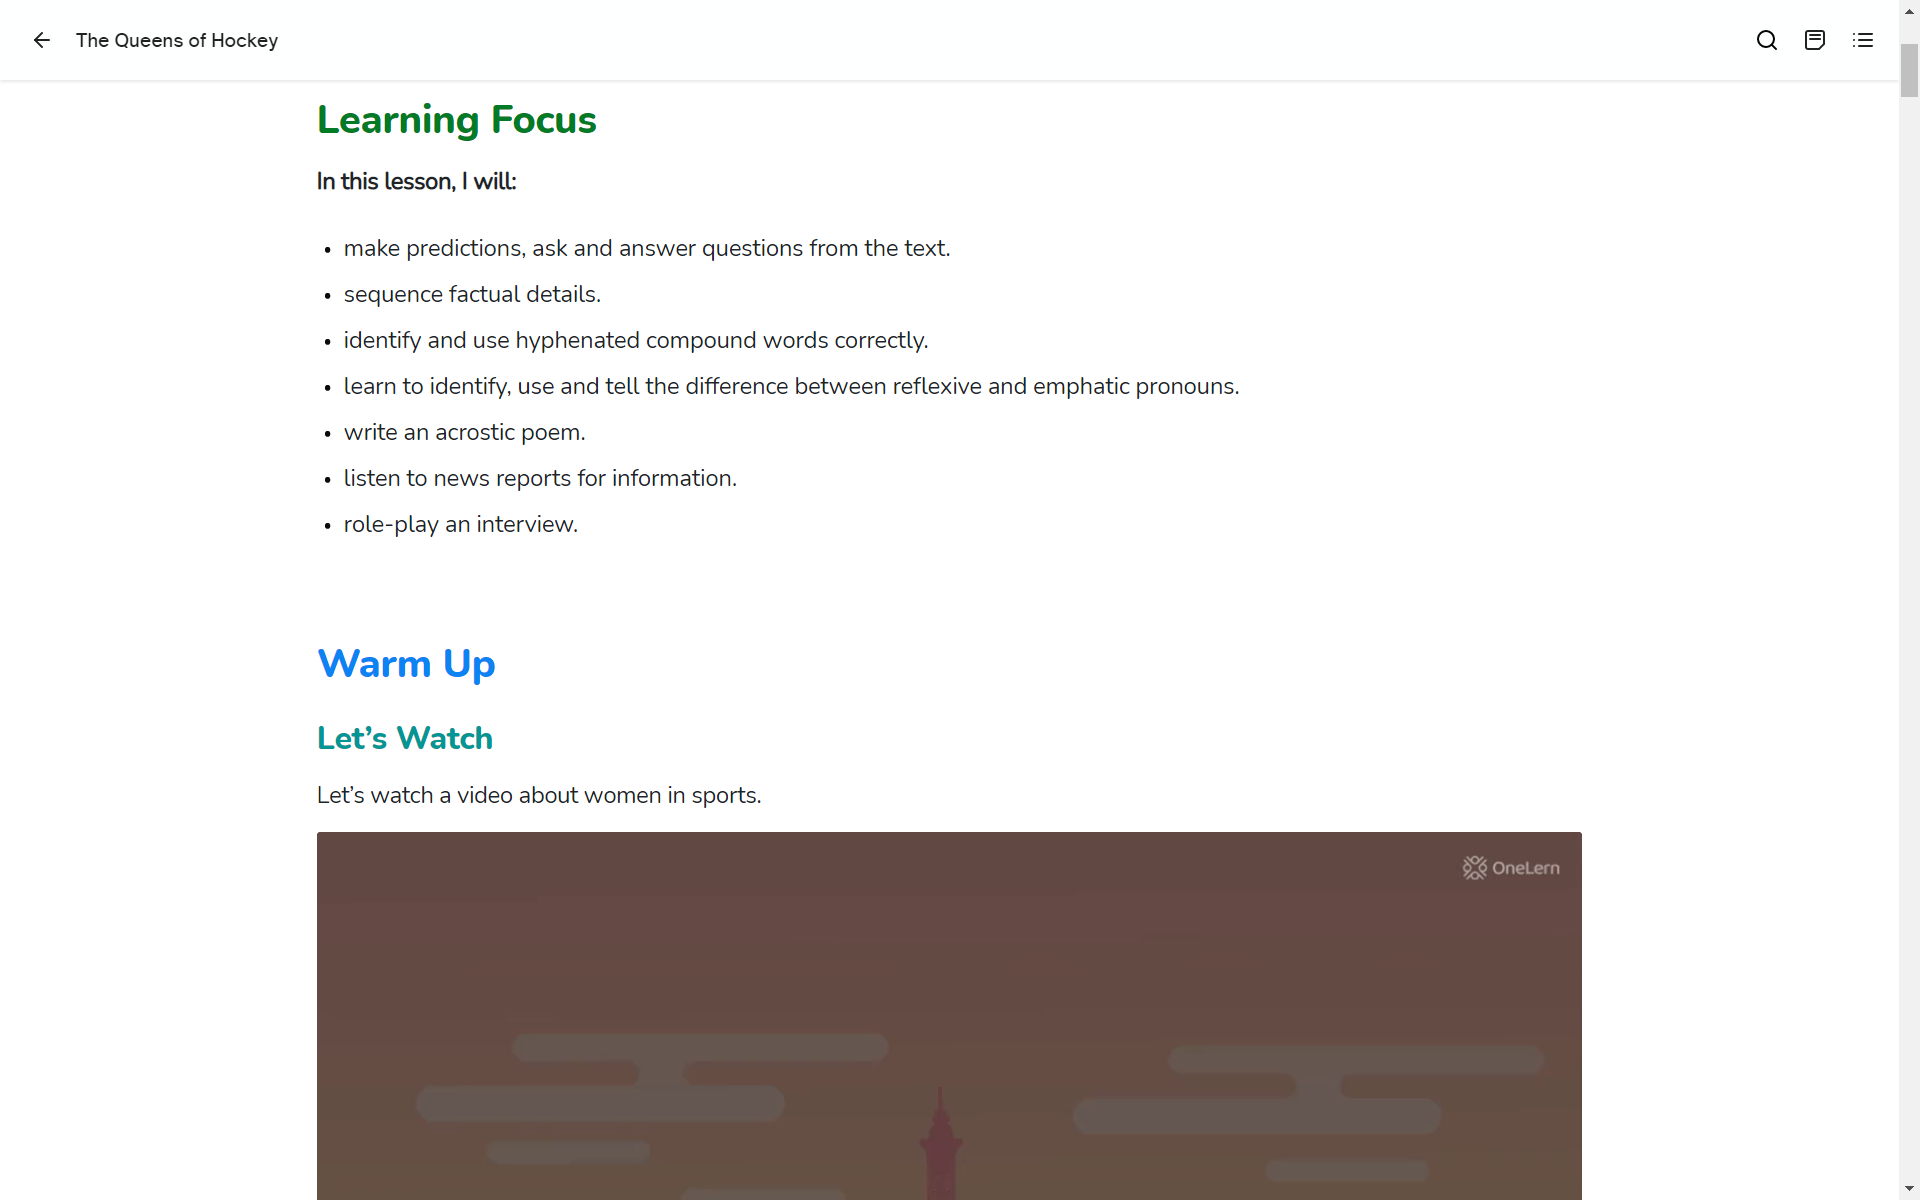 The Queens of Hockey
Learning Focus
In this lesson, I will:
• make predictions, ask and answer questions from the text.
• sequence factual details.
• identify and use hyphenated compound words correctly.
• learn to identify, use and tell the difference between reflexive and emphatic pronouns.
• write an acrostic poem.
• listen to news reports for information.
• role-play an interview.
Warm Up
Let’s Watch
Let’s watch a video about women in sports.
OneLern